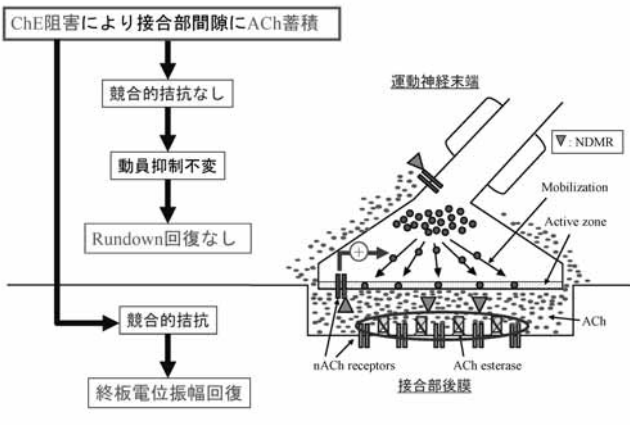 ChE阻害により接合部間隙にACh蓄積
競合的拮抗なし
動員抑制不変
Rundown回復なし
競合的拮抗
終板電位振幅回復
運動神経末端
: NDMR
Mobilization
Active zone
+
ACh
nACh receptors
ACh esterase
接合部後膜